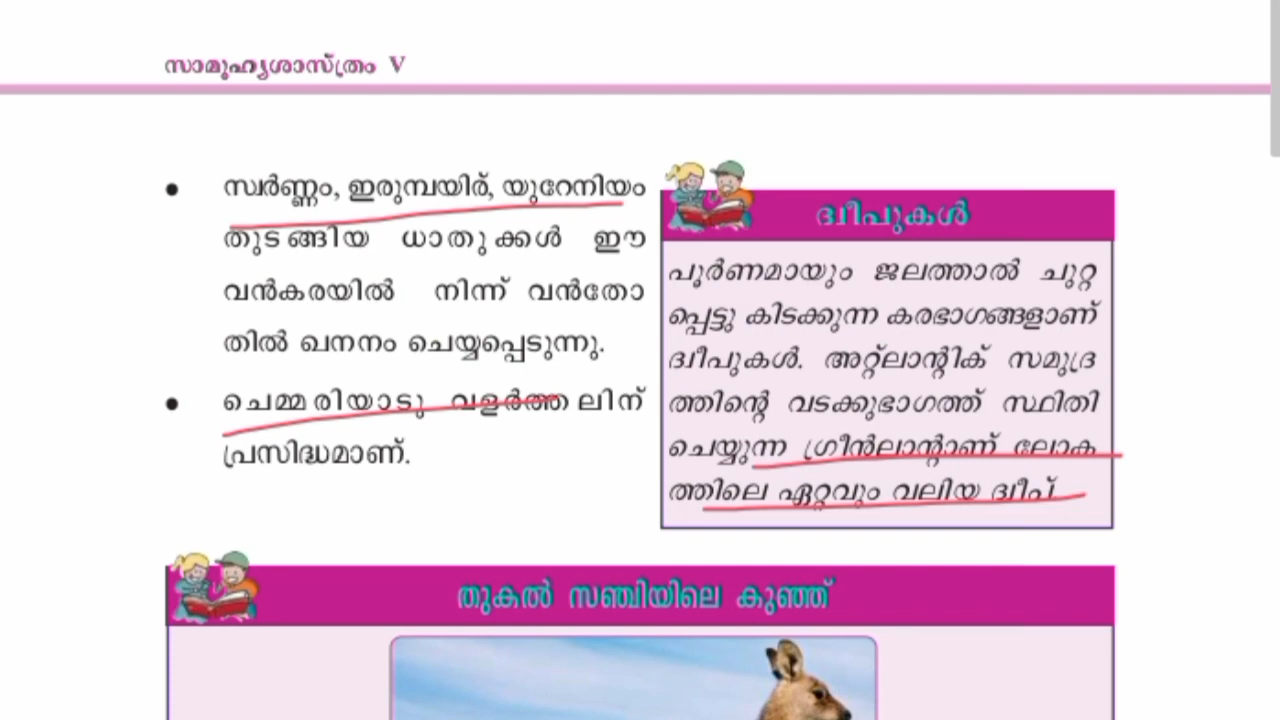 സാമൂഹ്യശാസ്ത്രം V
• സ്വർണ്ണം, ഇരുമ്പയിര്, യുറേനിയം
തുടങ്ങിയ ധാതുക്കൾ ഈ
വൻകരയിൽ നിന്ന് വൻതോ
തിൽ ഖനനം ചെയ്യപ്പെടുന്നു.
• ചെമ്മരിയാടു വളർത്തലിന്
പ്രസിദ്ധമാണ്.
ദ്വീപുകൾ
പൂർണമായും ജലത്താൽ ചുറ്റ
പ്പെട്ടു കിടക്കുന്ന കരഭാഗങ്ങളാണ്
ദ്വീപുകൾ. അറ്റ്ലാന്റിക് സമുദ്ര
ത്തിന്റെ വടക്കുഭാഗത്ത് സ്ഥിതി
ചെയ്യുന്ന ഗ്രീൻലാന്റാണ് ലോക
ത്തിലെ ഏറ്റവും വലിയ ദ്വീപ്.
തുകൽ സഞ്ചിയിലെ കുഞ്ഞ്